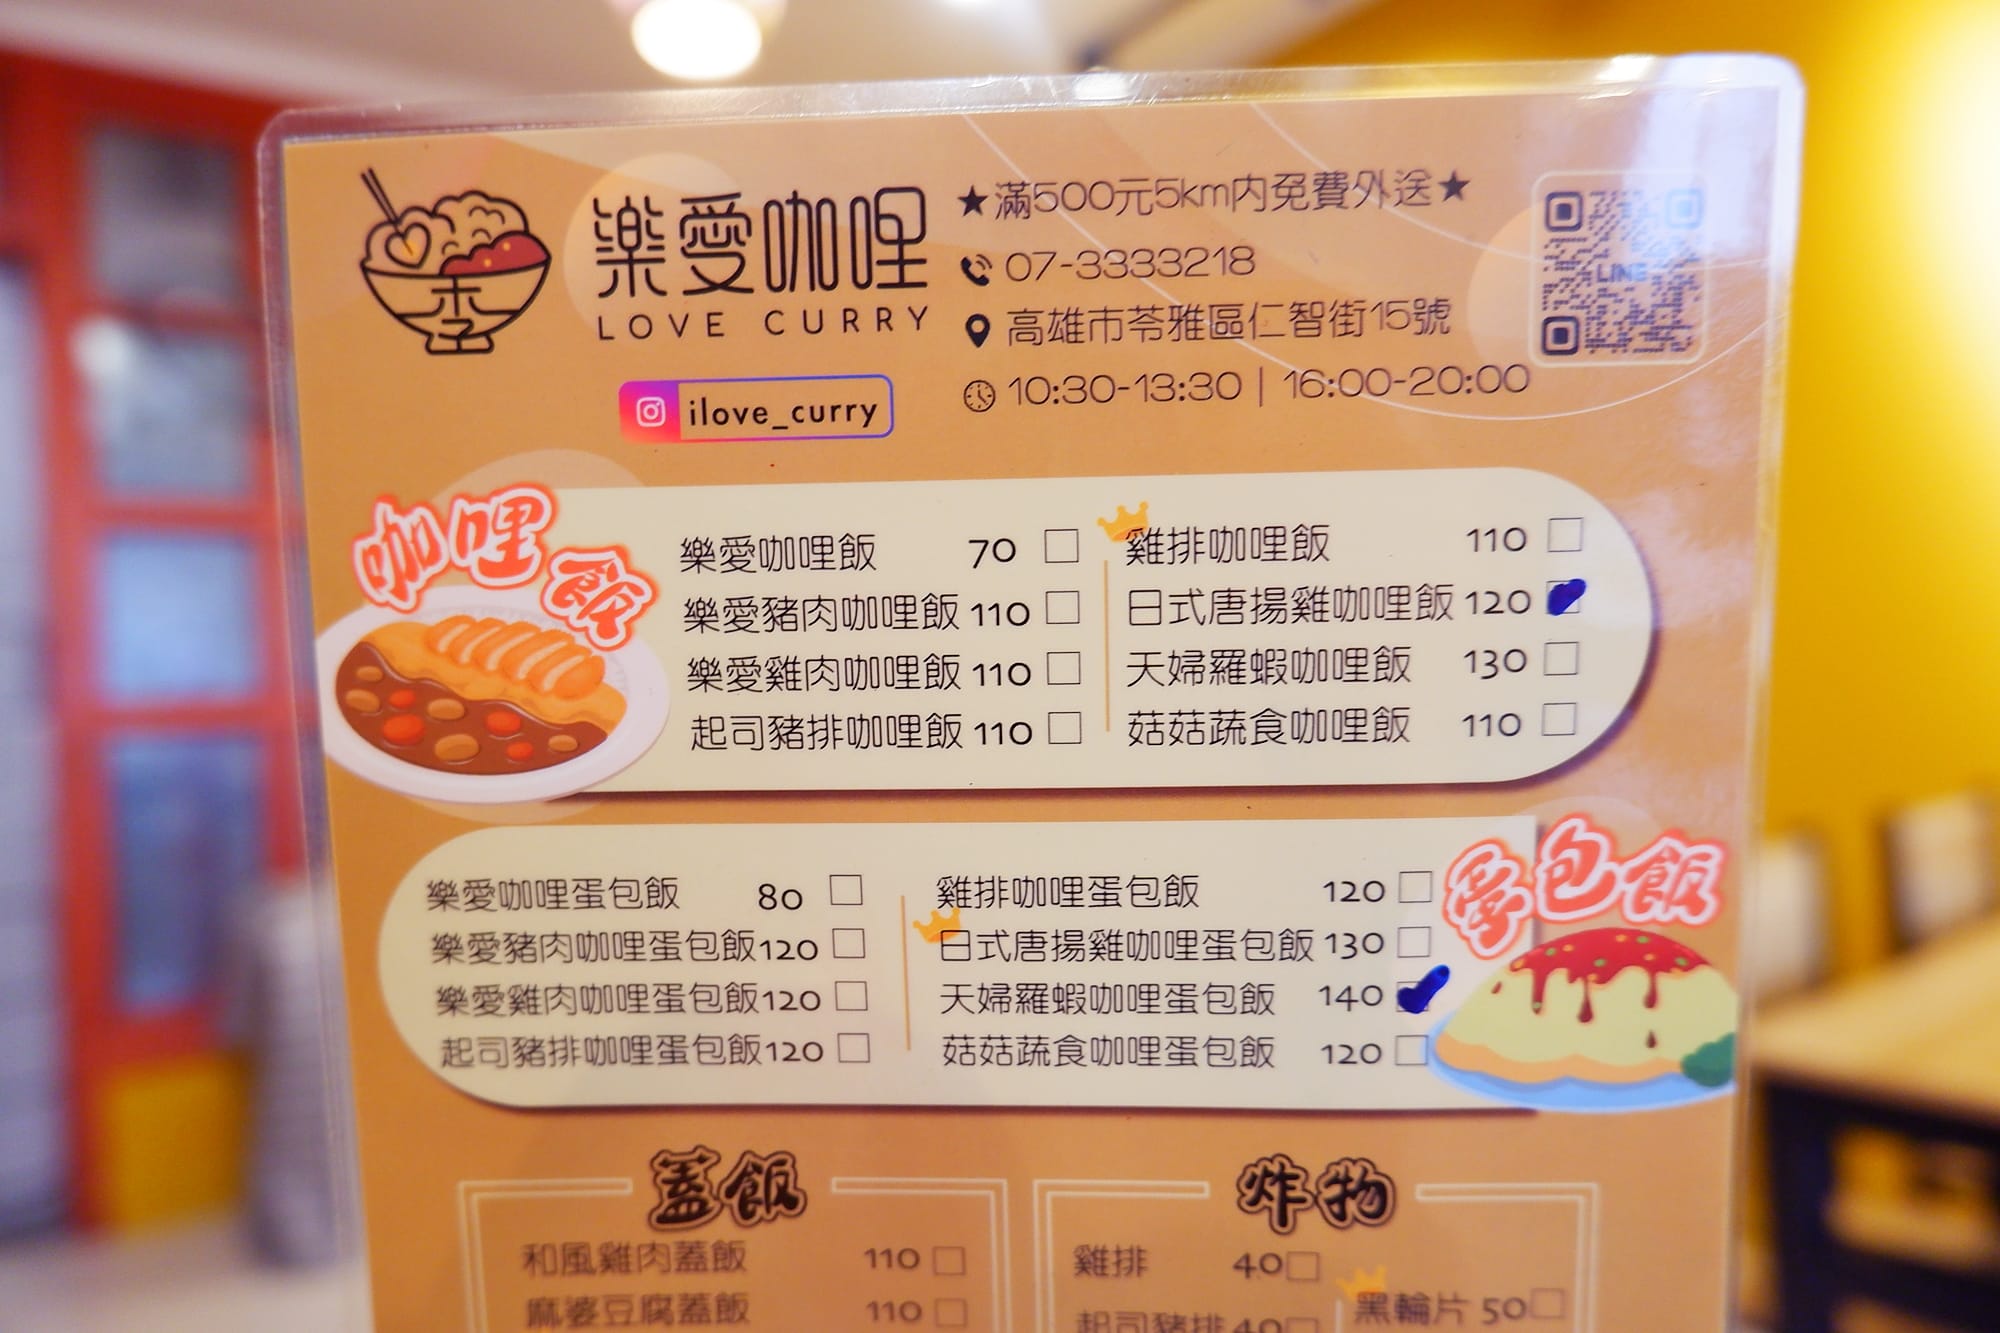 樂愛咖哩
LOVE CURRY
ilove_curry
★滿500元5km內免費外送★
07-3333218
高雄市苓雅區仁智街15號
10:30-13:30 | 16:00-20:00
LINE
咖哩飯
樂愛咖哩飯 70
樂愛豬肉咖哩飯 110
樂愛雞肉咖哩飯 110
起司豬排咖哩飯 110
雞排咖哩飯 110
日式唐揚雞咖哩飯 120
天婦羅蝦咖哩飯 130
菇菇蔬食咖哩飯 110
愛包飯
樂愛咖哩蛋包飯 80
樂愛豬肉咖哩蛋包飯 120
樂愛雞肉咖哩蛋包飯 120
起司豬排咖哩蛋包飯 120
雞排咖哩蛋包飯 120
日式唐揚雞咖哩蛋包飯 130
天婦羅蝦咖哩蛋包飯 140
菇菇蔬食咖哩蛋包飯 120
蓋飯
和風雞肉蓋飯 110
麻婆豆腐蓋飯 110
炸物
雞排 40
起司豬排 40
黑輪片 50